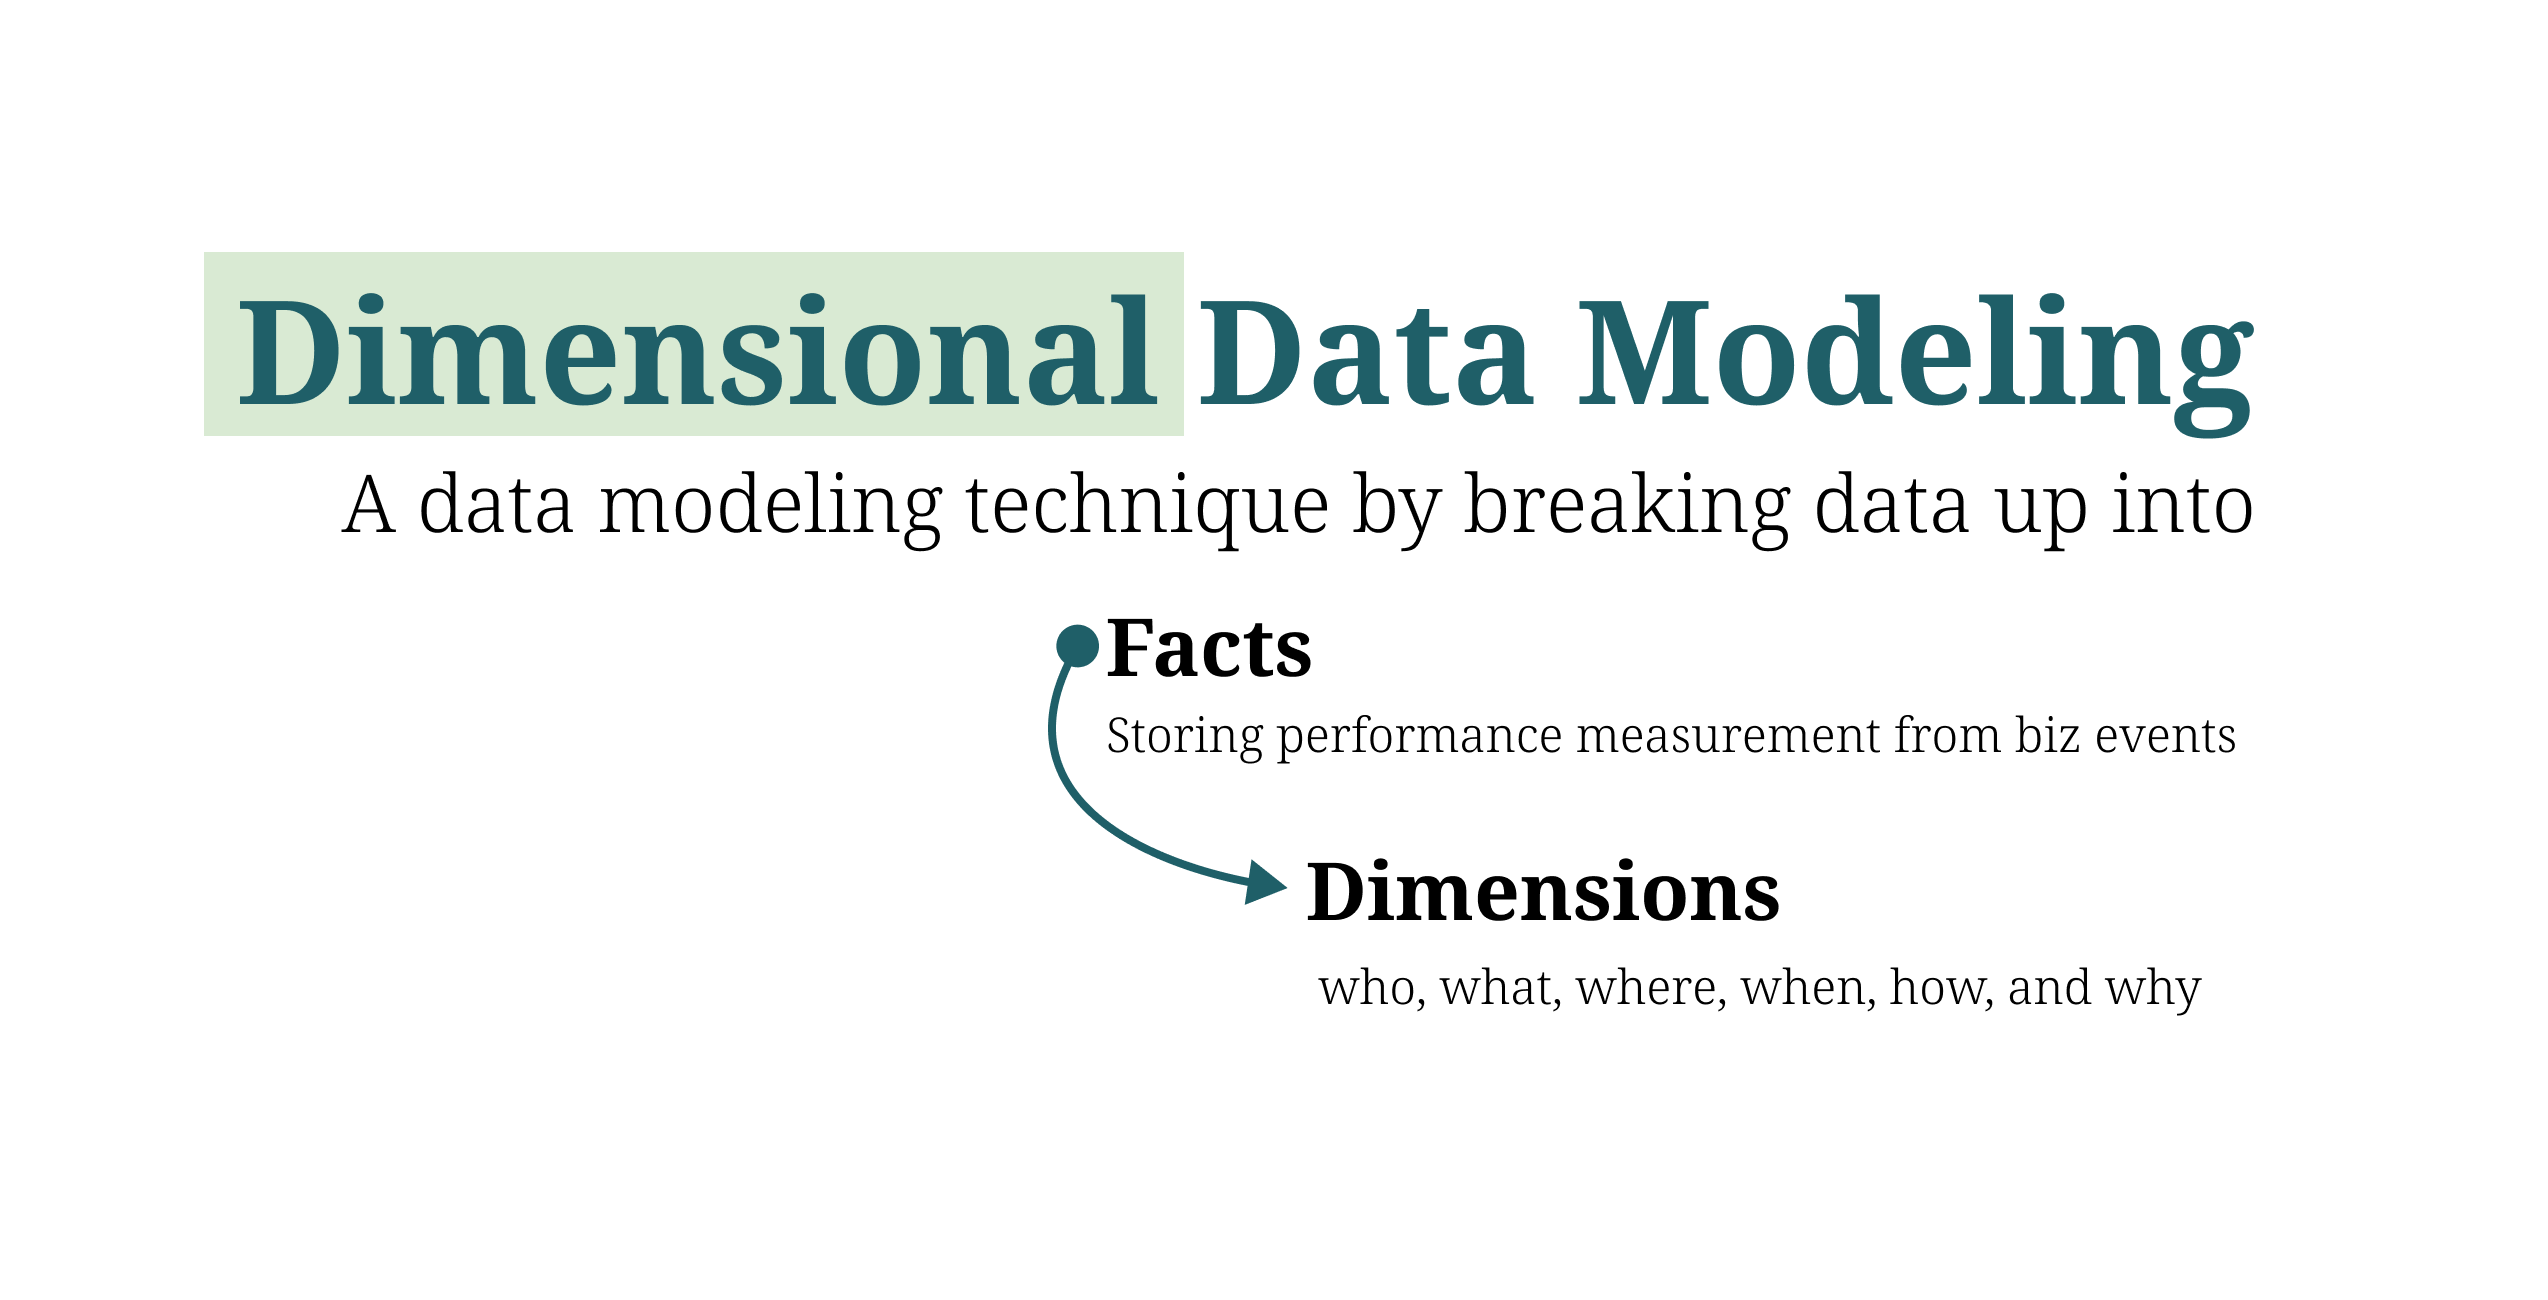 Dimensional Data Modeling
A data modeling technique by breaking data up into
Facts
Storing performance measurement from biz events
Dimensions
who, what, where, when, how, and why